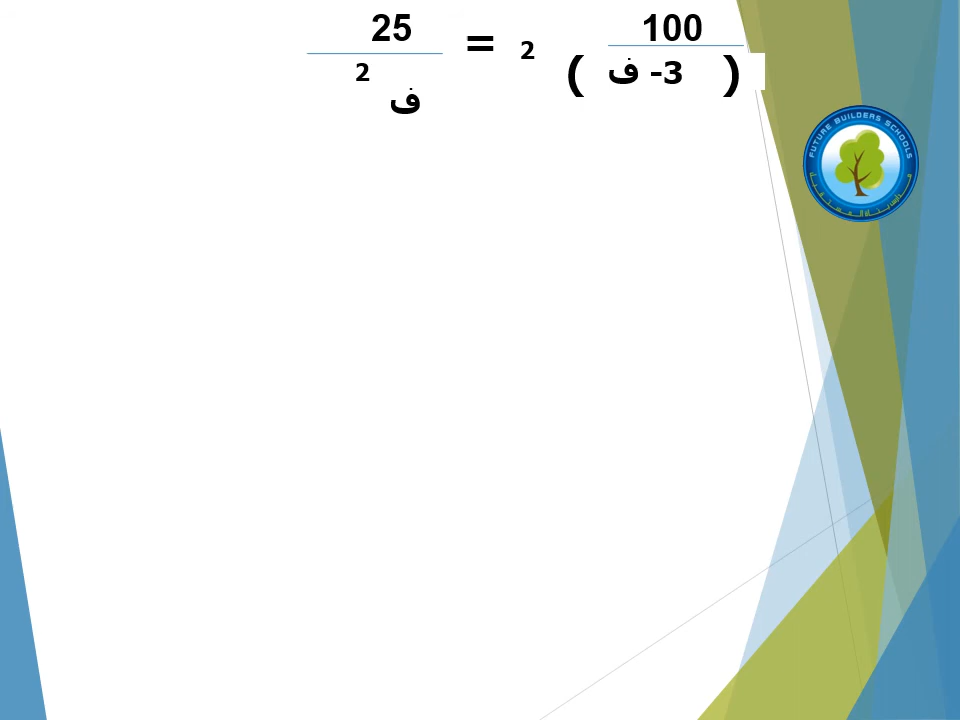 100 = 25
( 3- ف )² ف²
FUTURE BUILDERS SCHOOLS